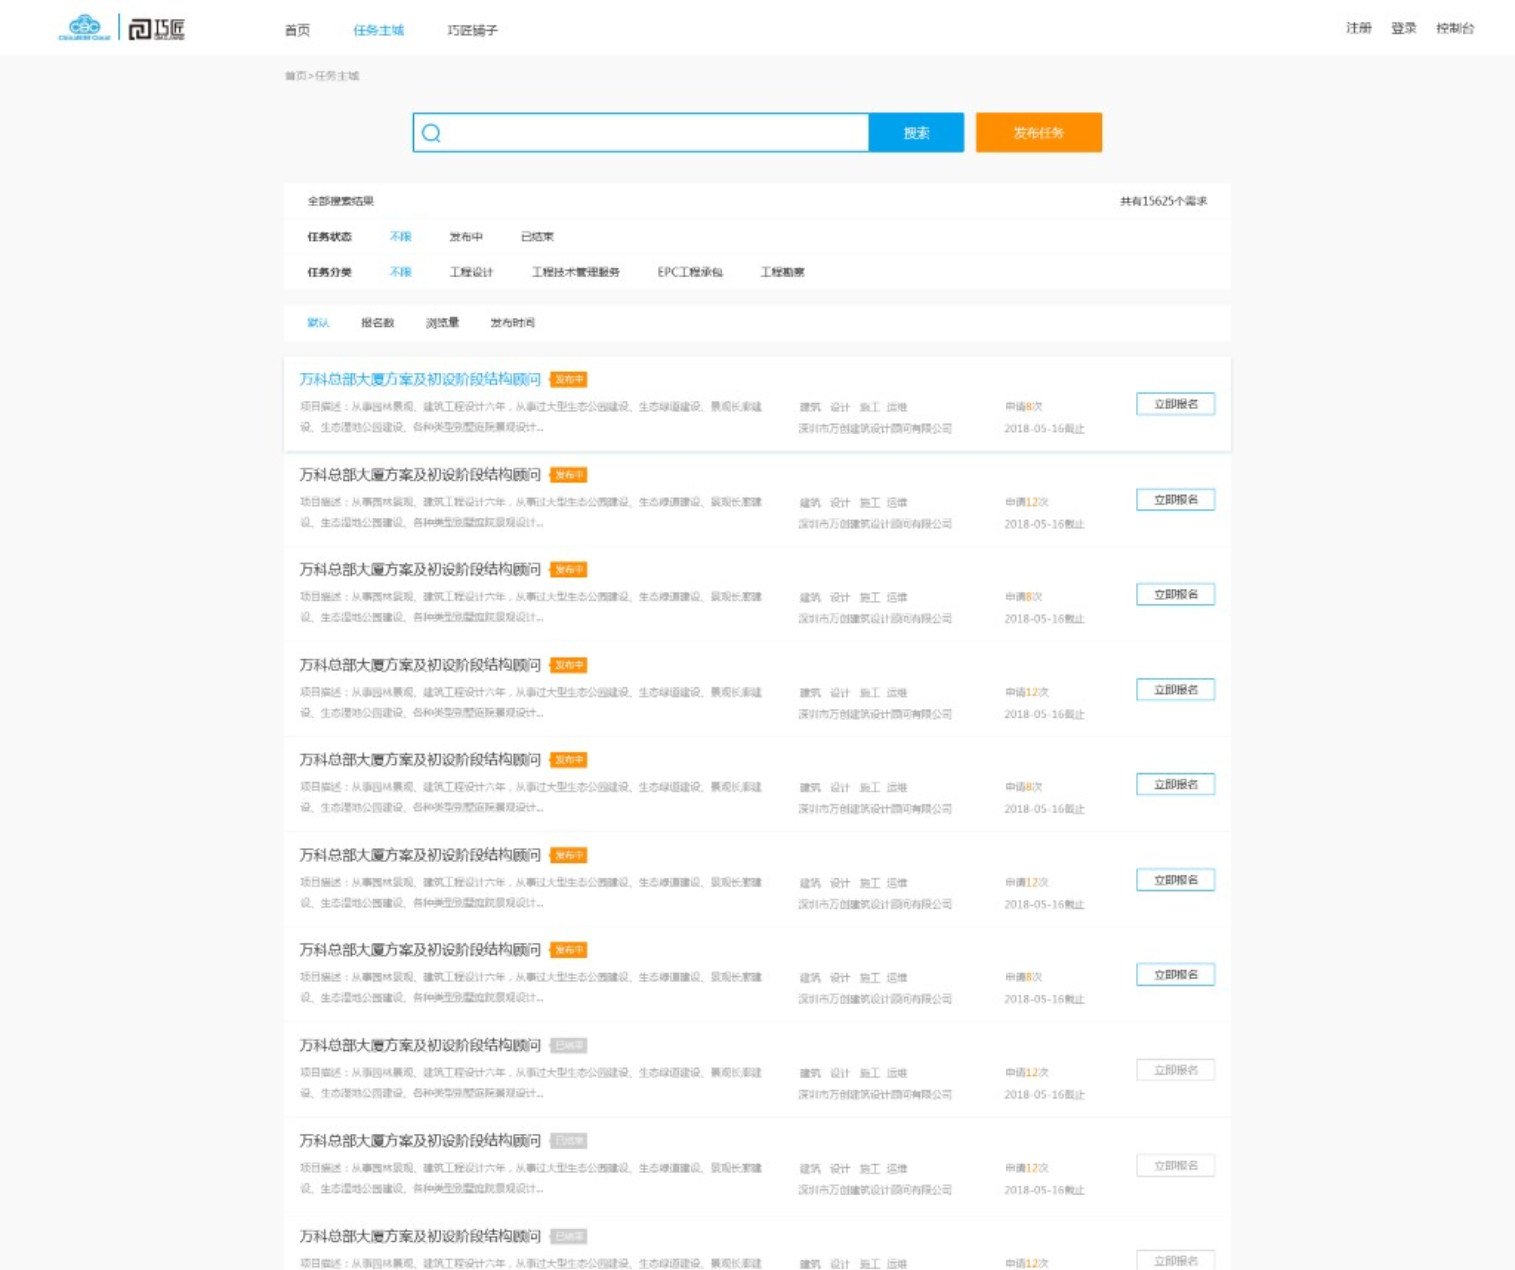 cec 巧匠
首页 任务主城 巧匠铺子 注册 登录 控制台
首页>任务主城
搜索 发布任务
全部搜索结果 共有15625个需求
任务状态 不限 发布中 已结束
任务分类 不限 工程设计 工程技术管理服务 EPC工程承包 工程勘察
默认 报名数 浏览量 发布时间
万科总部大厦方案及初设阶段结构顾问 发布中
项目描述：从事园林景观、建筑工程设计六年，从事过大型生态公园建设、生态绿道建设、景观长廊建 建筑 设计 施工 运维 申请8次 立即报名
设、生态湿地公园建设、各种类型别墅庭院景观设计... 深圳市万创建筑设计顾问有限公司 2018-05-16截止
万科总部大厦方案及初设阶段结构顾问 发布中
项目描述：从事园林景观、建筑工程设计六年，从事过大型生态公园建设、生态绿道建设、景观长廊建 建筑 设计 施工 运维 申请12次 立即报名
设、生态湿地公园建设、各种类型别墅庭院景观设计... 深圳市万创建筑设计顾问有限公司 2018-05-16截止
万科总部大厦方案及初设阶段结构顾问 发布中
项目描述：从事园林景观、建筑工程设计六年，从事过大型生态公园建设、生态绿道建设、景观长廊建 建筑 设计 施工 运维 申请8次 立即报名
设、生态湿地公园建设、各种类型别墅庭院景观设计... 深圳市万创建筑设计顾问有限公司 2018-05-16截止
万科总部大厦方案及初设阶段结构顾问 发布中
项目描述：从事园林景观、建筑工程设计六年，从事过大型生态公园建设、生态绿道建设、景观长廊建 建筑 设计 施工 运维 申请12次 立即报名
设、生态湿地公园建设、各种类型别墅庭院景观设计... 深圳市万创建筑设计顾问有限公司 2018-05-16截止
万科总部大厦方案及初设阶段结构顾问 发布中
项目描述：从事园林景观、建筑工程设计六年，从事过大型生态公园建设、生态绿道建设、景观长廊建 建筑 设计 施工 运维 申请8次 立即报名
设、生态湿地公园建设、各种类型别墅庭院景观设计... 深圳市万创建筑设计顾问有限公司 2018-05-16截止
万科总部大厦方案及初设阶段结构顾问 发布中
项目描述：从事园林景观、建筑工程设计六年，从事过大型生态公园建设、生态绿道建设、景观长廊建 建筑 设计 施工 运维 申请12次 立即报名
设、生态湿地公园建设、各种类型别墅庭院景观设计... 深圳市万创建筑设计顾问有限公司 2018-05-16截止
万科总部大厦方案及初设阶段结构顾问 发布中
项目描述：从事园林景观、建筑工程设计六年，从事过大型生态公园建设、生态绿道建设、景观长廊建 建筑 设计 施工 运维 申请8次 立即报名
设、生态湿地公园建设、各种类型别墅庭院景观设计... 深圳市万创建筑设计顾问有限公司 2018-05-16截止
万科总部大厦方案及初设阶段结构顾问 已结束
项目描述：从事园林景观、建筑工程设计六年，从事过大型生态公园建设、生态绿道建设、景观长廊建 建筑 设计 施工 运维 申请12次 立即报名
设、生态湿地公园建设、各种类型别墅庭院景观设计... 深圳市万创建筑设计顾问有限公司 2018-05-16截止
万科总部大厦方案及初设阶段结构顾问 已结束
项目描述：从事园林景观、建筑工程设计六年，从事过大型生态公园建设、生态绿道建设、景观长廊建 建筑 设计 施工 运维 申请12次 立即报名
设、生态湿地公园建设、各种类型别墅庭院景观设计... 深圳市万创建筑设计顾问有限公司 2018-05-16截止
万科总部大厦方案及初设阶段结构顾问 已结束
项目描述：从事园林景观、建筑工程设计六年，从事过大型生态公园建设、生态绿道建设、景观长廊建 建筑 设计 施工 运维 申请12次 立即报名